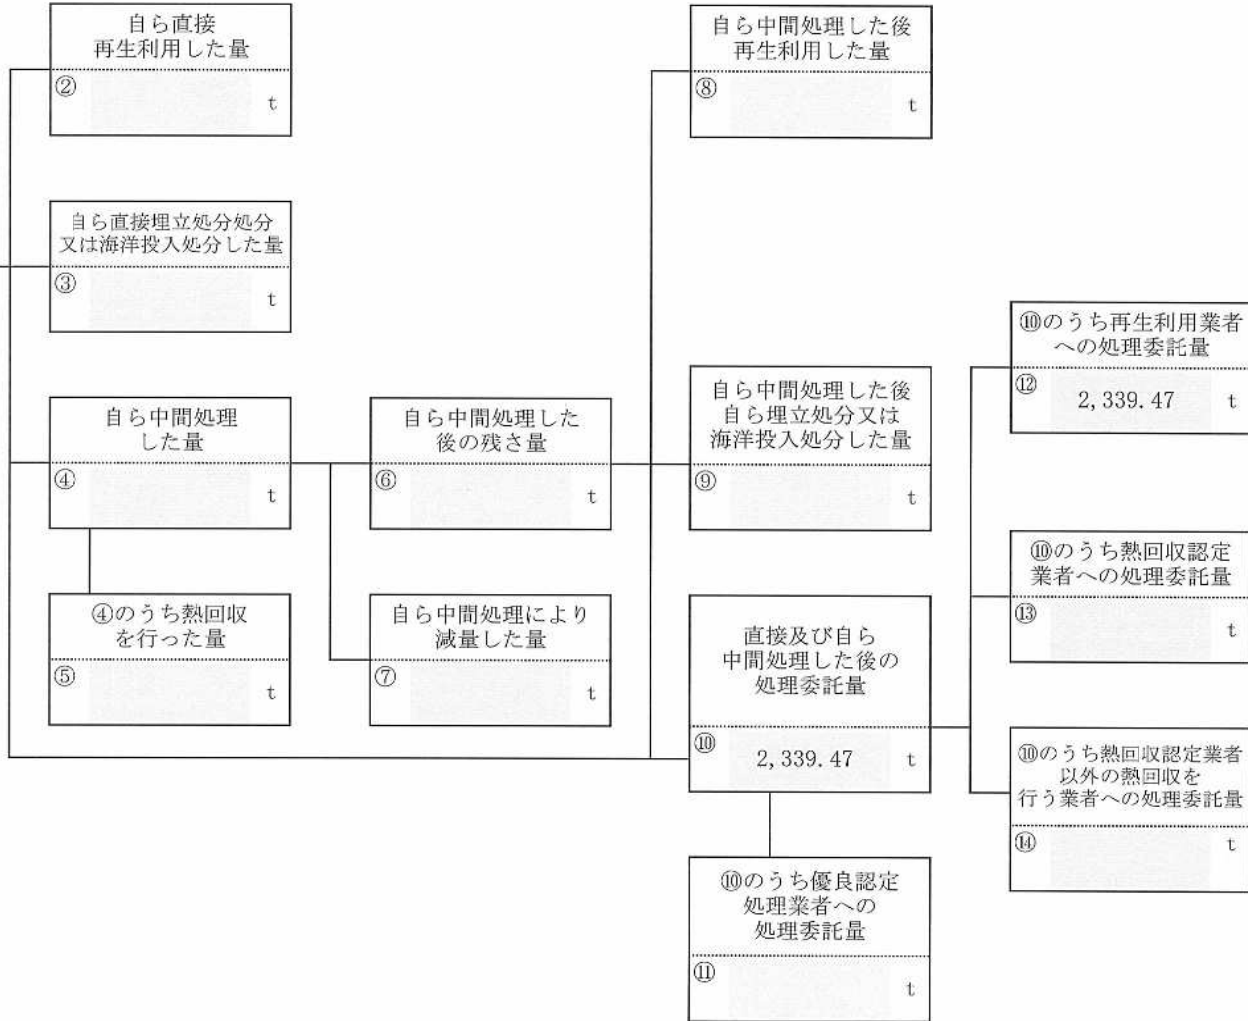 自ら直接
再生利用した量
② t
自ら直接埋立処分処分
又は海洋投入処分した量
③ t
自ら中間処理
した量
④ t
④のうち熱回収
を行った量
⑤ t
自ら中間処理した
後の残さ量
⑥ t
自ら中間処理により
減量した量
⑦ t
自ら中間処理した後
再生利用した量
⑧ t
自ら中間処理した後
自ら埋立処分又は
海洋投入処分した量
⑨ t
直接及び自ら
中間処理した後の
処理委託量
⑩ 2,339.47 t
⑩のうち優良認定
処理業者への
処理委託量
⑪ t
⑩のうち再生利用業者
への処理委託量
⑫ 2,339.47 t
⑩のうち熱回収認定
業者への処理委託量
⑬ t
⑩のうち熱回収認定業者
以外の熱回収を
行う業者への処理委託量
⑭ t